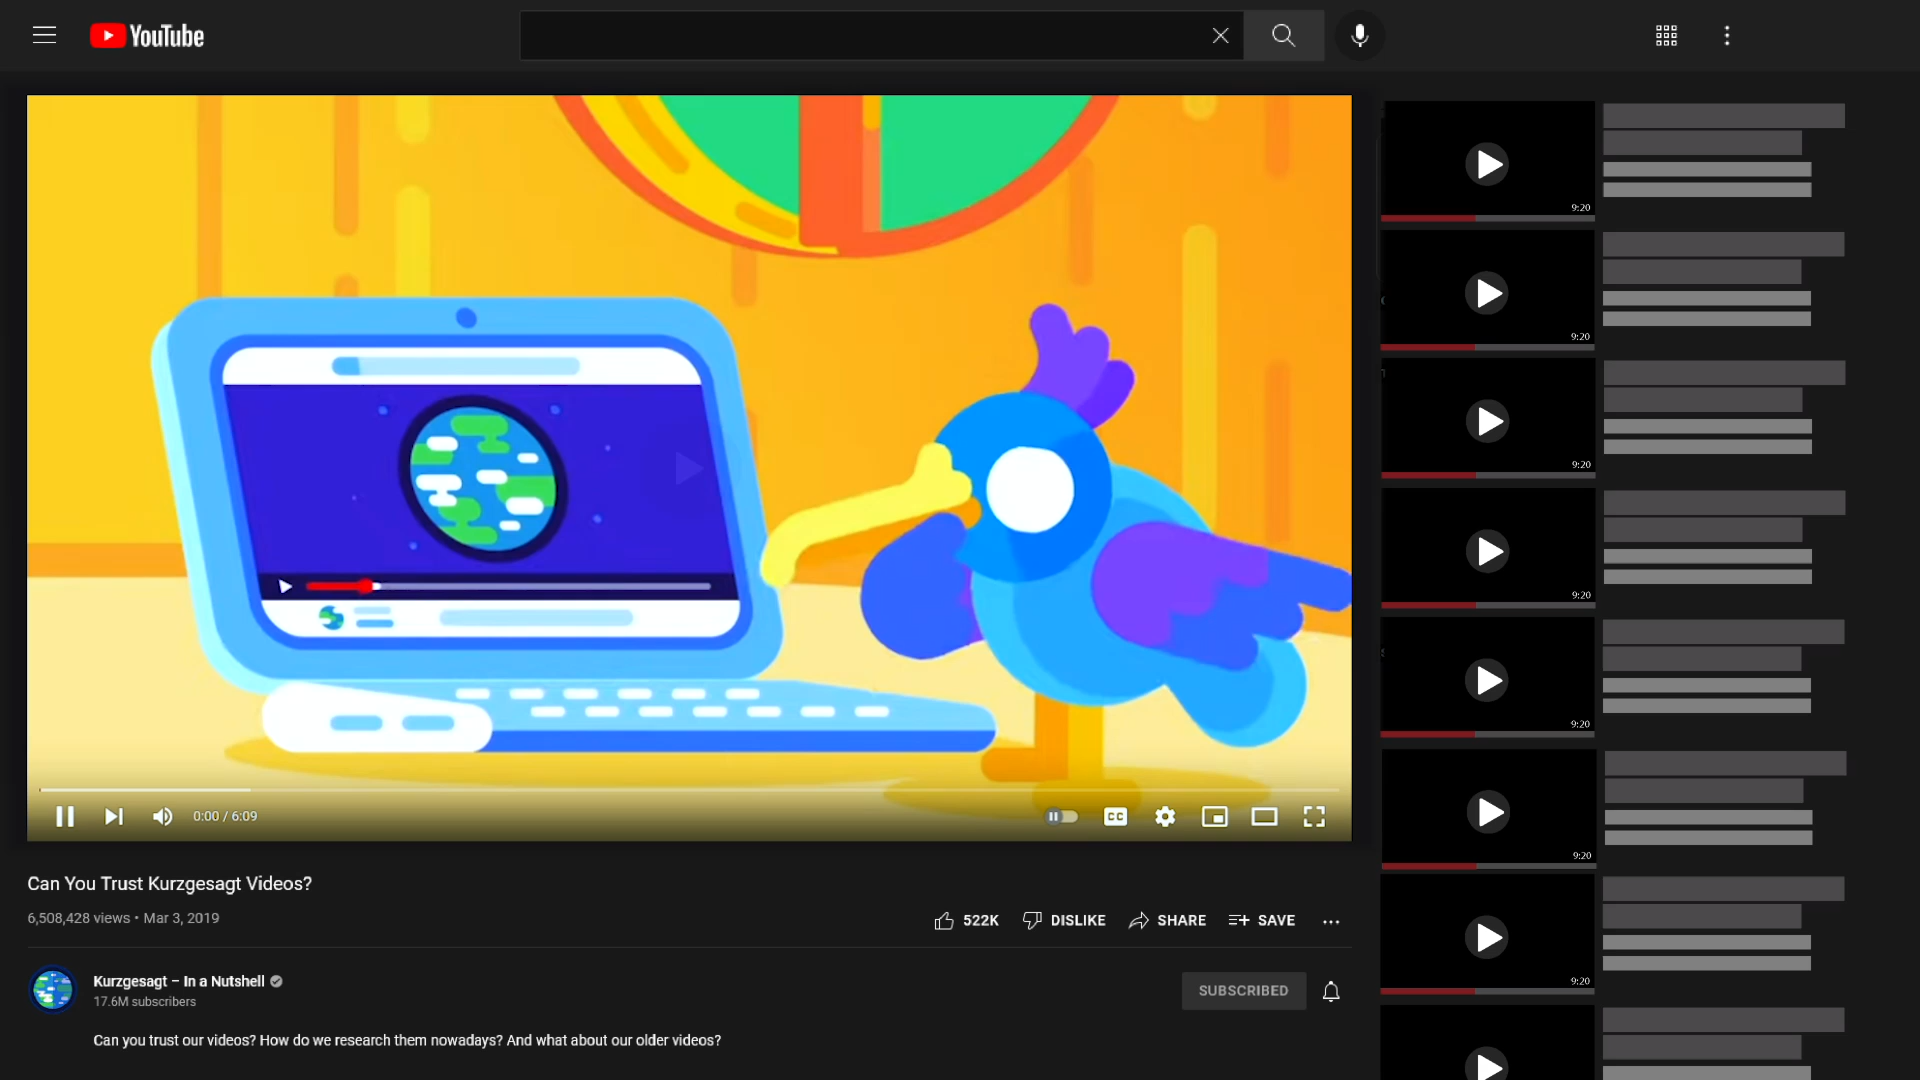 YouTube
9:20
9:20
9:20
9:20
9:20
9:20
9:20
0:00 / 6:09
CC
Can You Trust Kurzgesagt Videos?
6,508,428 views • Mar 3, 2019
522K DISLIKE SHARE SAVE ...
Kurzgesagt – In a Nutshell
17.6M subscribers
SUBSCRIBED
Can you trust our videos? How do we research them nowadays? And what about our older videos?